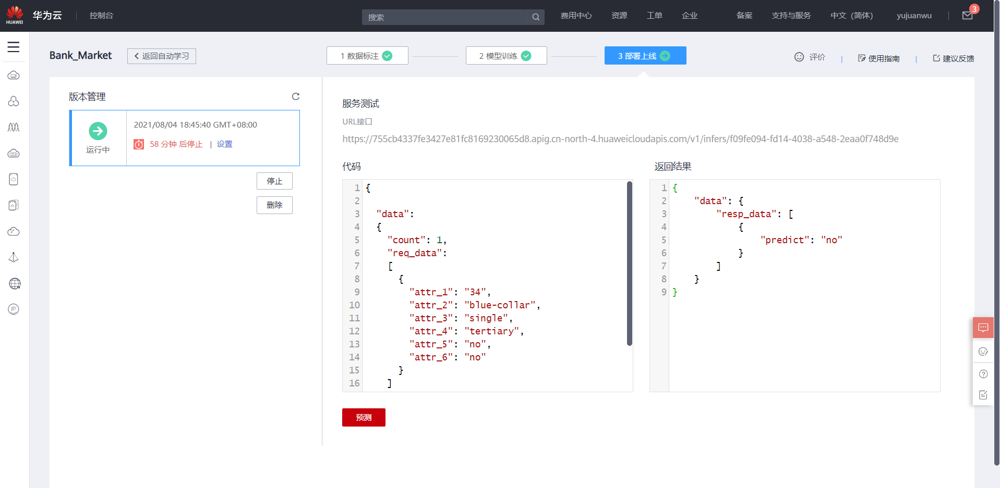 HUAWEI 华为云 控制台 搜索 费用中心 资源 工单 企业 备案 支持与服务 中文（简体） yujuanwu 3
Bank_Market 返回自动学习 1 数据标注 2 模型训练 3 部署上线 评价 使用指南 建议反馈
版本管理
运行中
2021/08/04 18:45:40 GMT+08:00
58 分钟 后停止 | 设置
停止
删除
服务测试
URL接口
https://755cb4337fe3427e81fc8169230065d8.apig.cn-north-4.huaweicloudapis.com/v1/infers/f09fe094-fd14-4038-a548-2eaa0f748d9e
代码
1 {
2
3 "data":
4 {
5 "count": 1,
6 "req_data":
7 [
8 {
9 "attr_1": "34",
10 "attr_2": "blue-collar",
11 "attr_3": "single",
12 "attr_4": "tertiary",
13 "attr_5": "no",
14 "attr_6": "no"
15 }
16 ]
返回结果
1 {
2 "data": {
3 "resp_data": [
4 {
5 "predict": "no"
6 }
7 ]
8 }
9 }
预测
IP